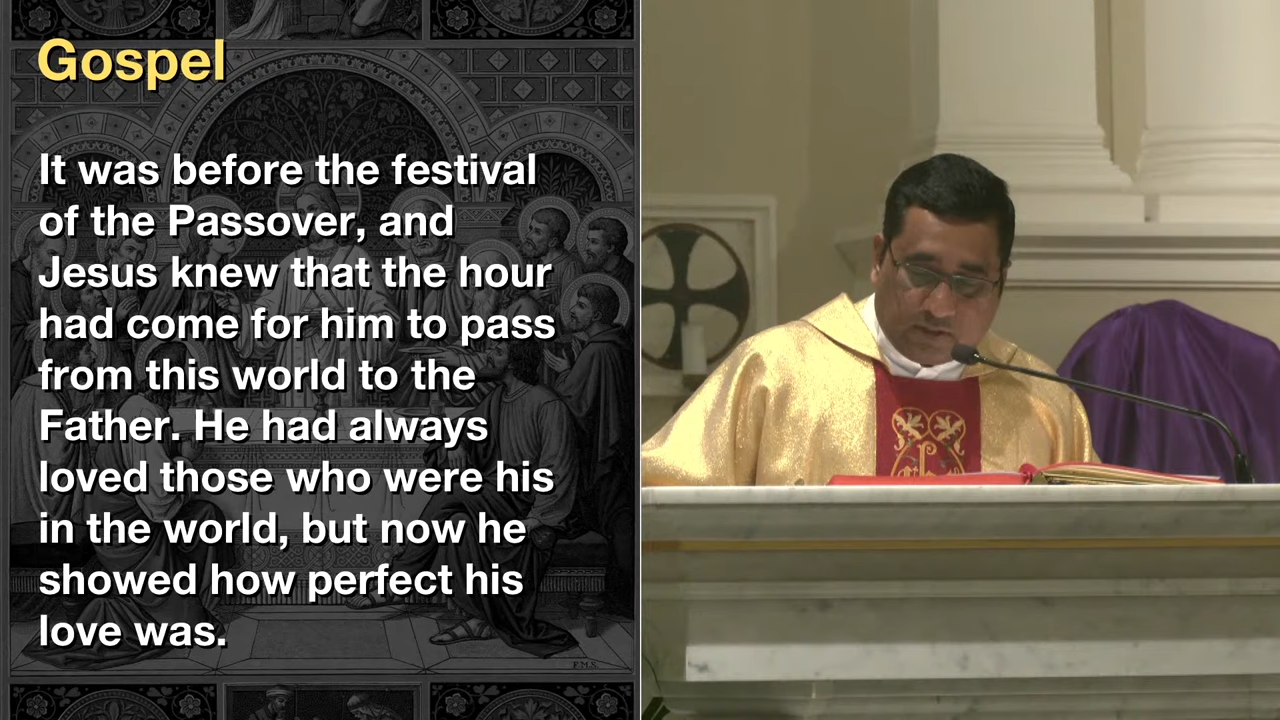 Gospel
It was before the festival
of the Passover, and
Jesus knew that the hour
had come for him to pass
from this world to the
Father. He had always
loved those who were his
in the world, but now he
showed how perfect his
love was.
F.M.S.